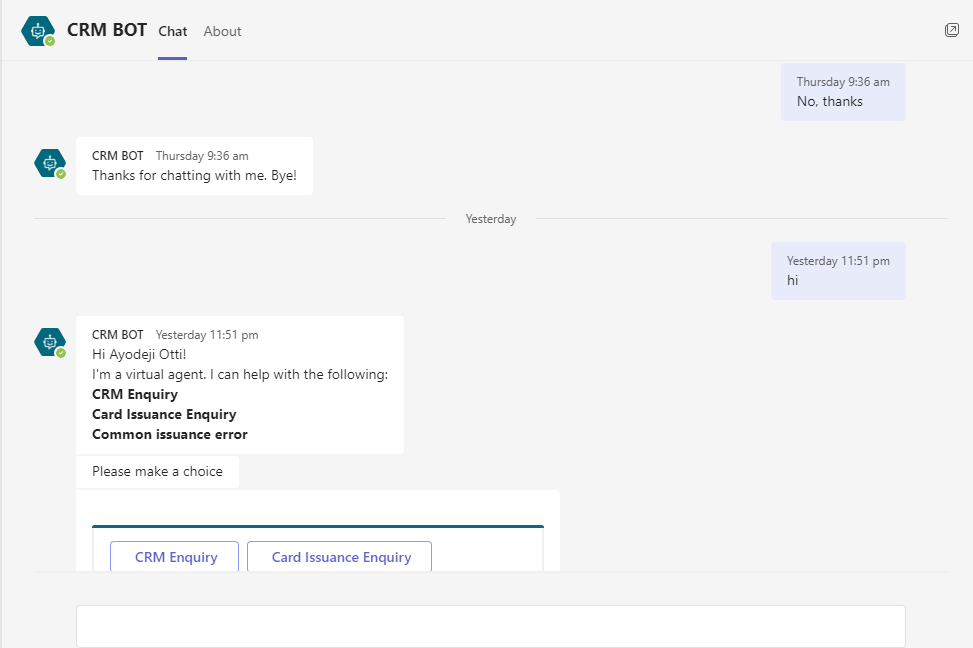 CRM BOT Chat About
Thursday 9:36 am
No, thanks
CRM BOT Thursday 9:36 am
Thanks for chatting with me. Bye!
Yesterday
Yesterday 11:51 pm
hi
CRM BOT Yesterday 11:51 pm
Hi Ayodeji Otti!
I'm a virtual agent. I can help with the following:
CRM Enquiry
Card Issuance Enquiry
Common issuance error
Please make a choice
CRM Enquiry Card Issuance Enquiry